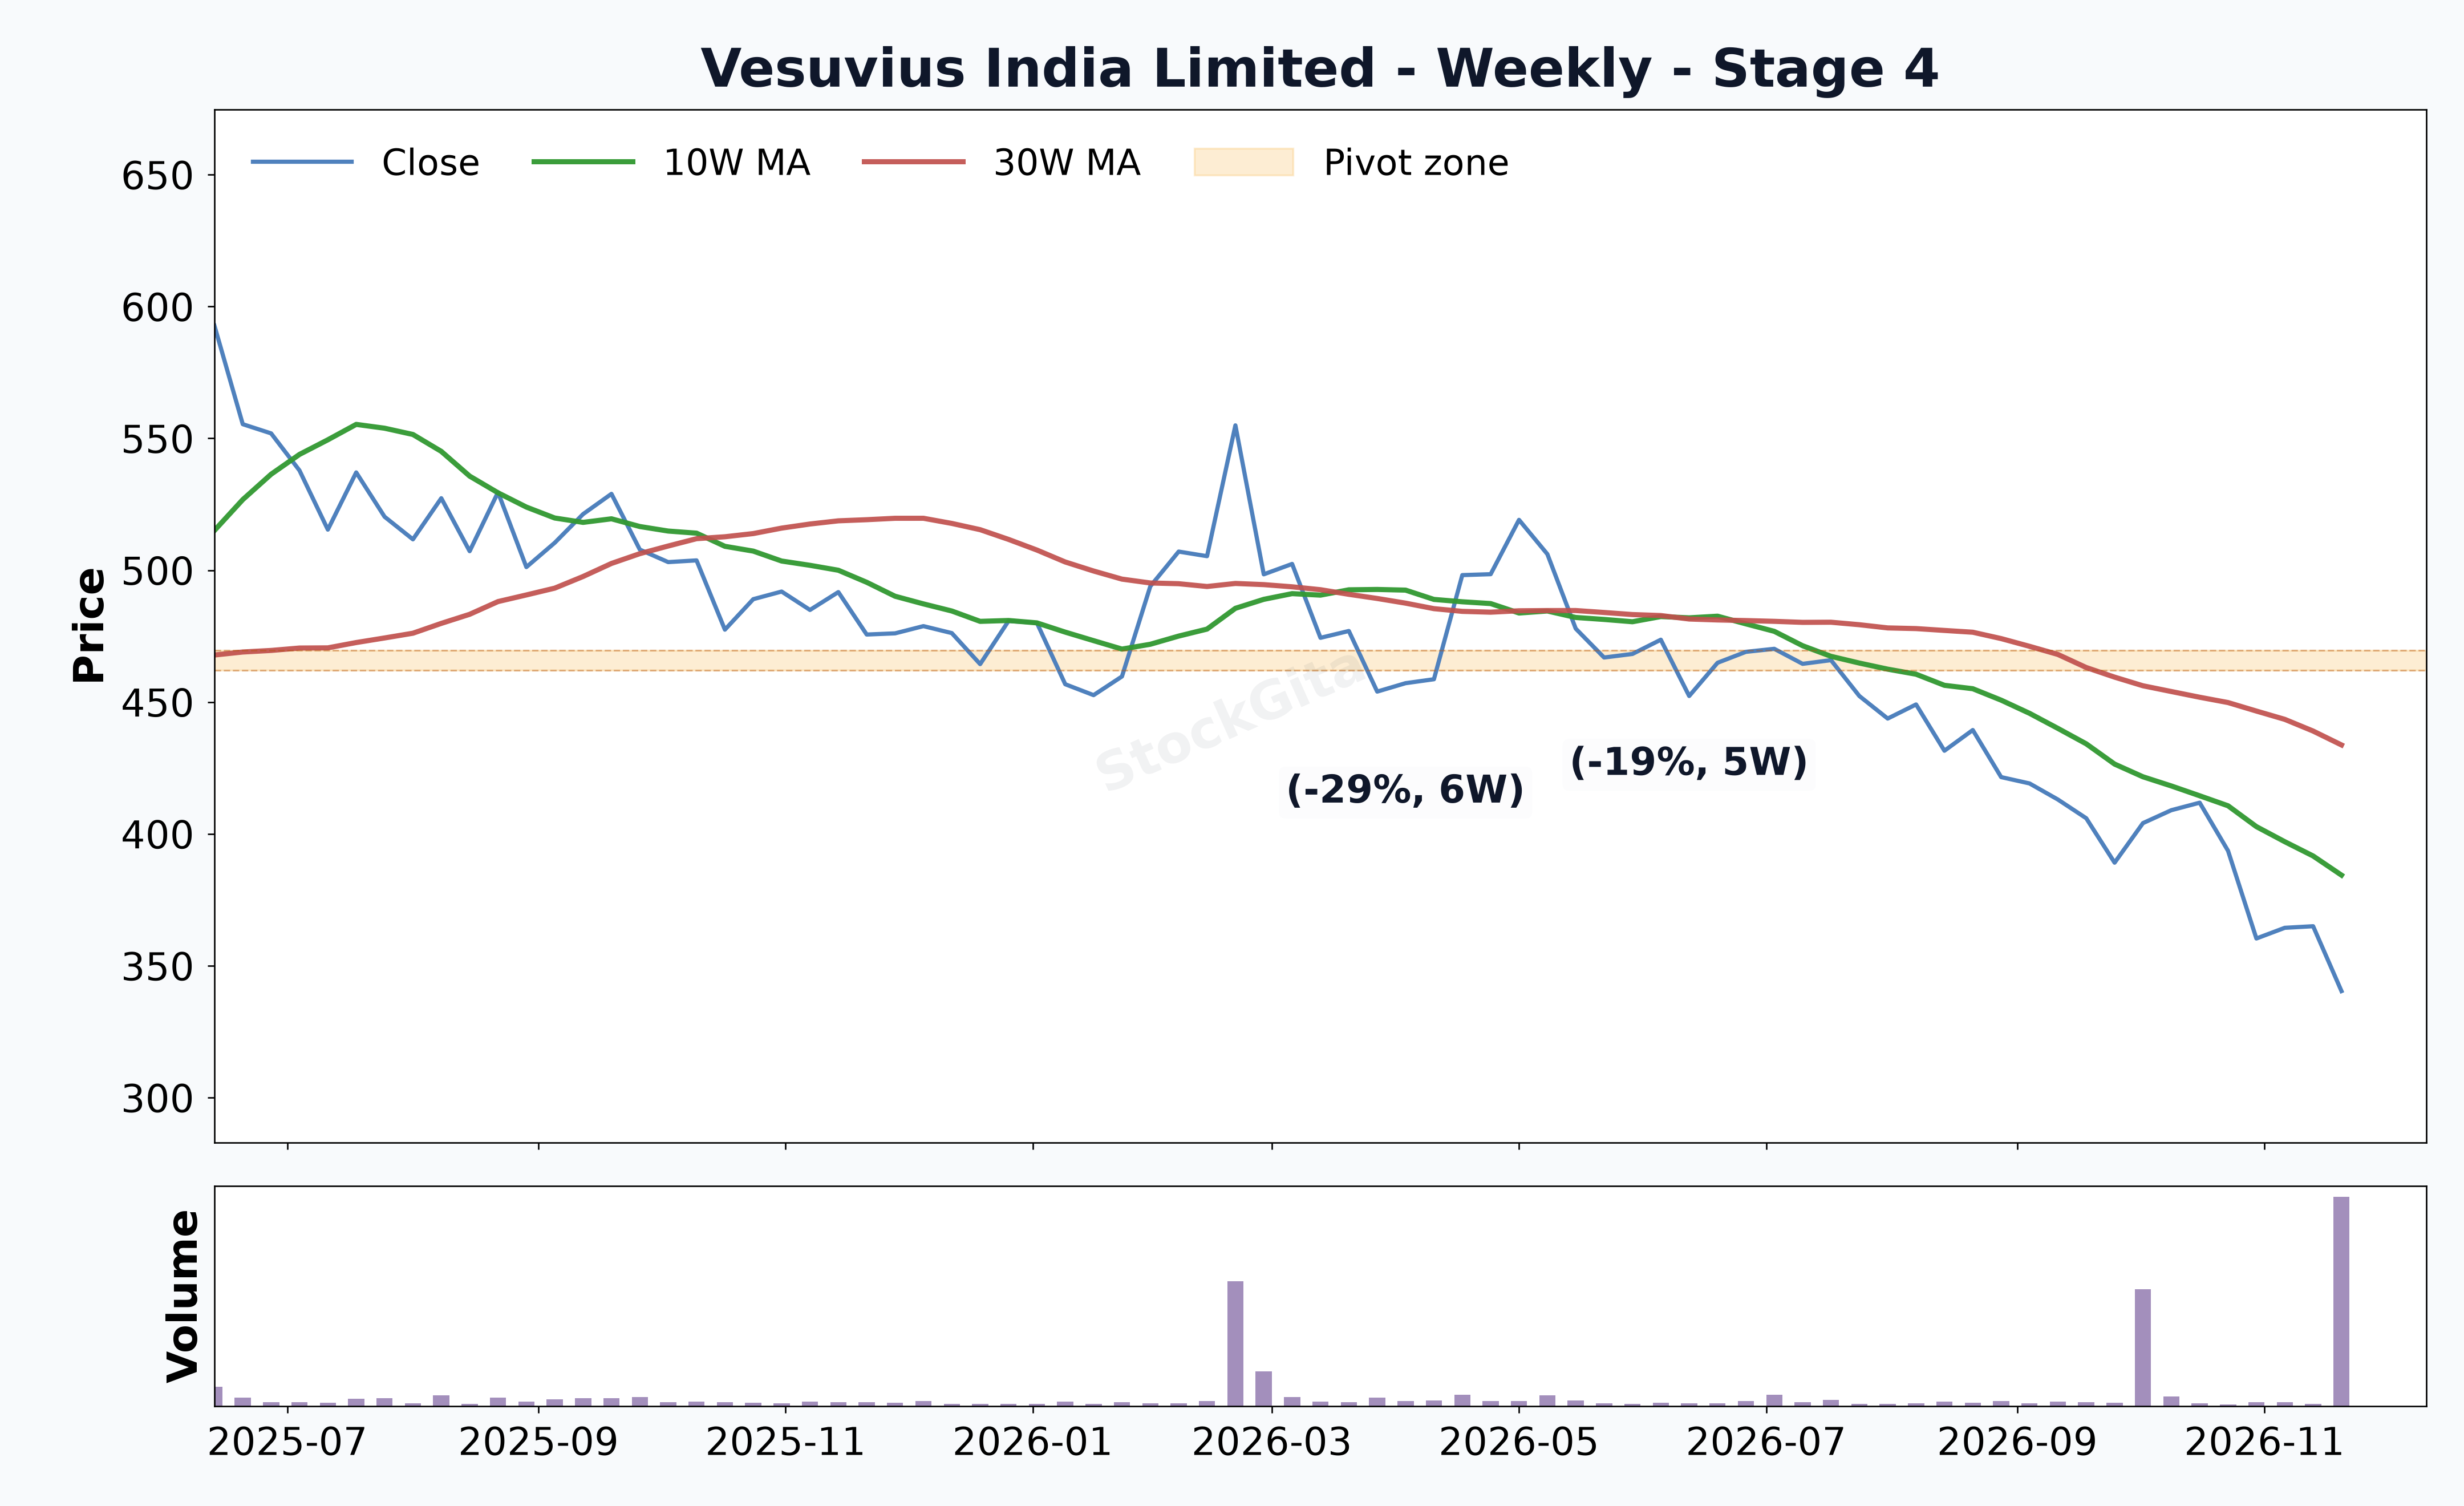 Vesuvius India Limited - Weekly - Stage 4
Close 10W MA 30W MA Pivot zone
Price
650
600
550
500
450
400
350
300
StockGita
(-29%, 6W)
(-19%, 5W)
Volume
2025-07 2025-09 2025-11 2026-01 2026-03 2026-05 2026-07 2026-09 2026-11